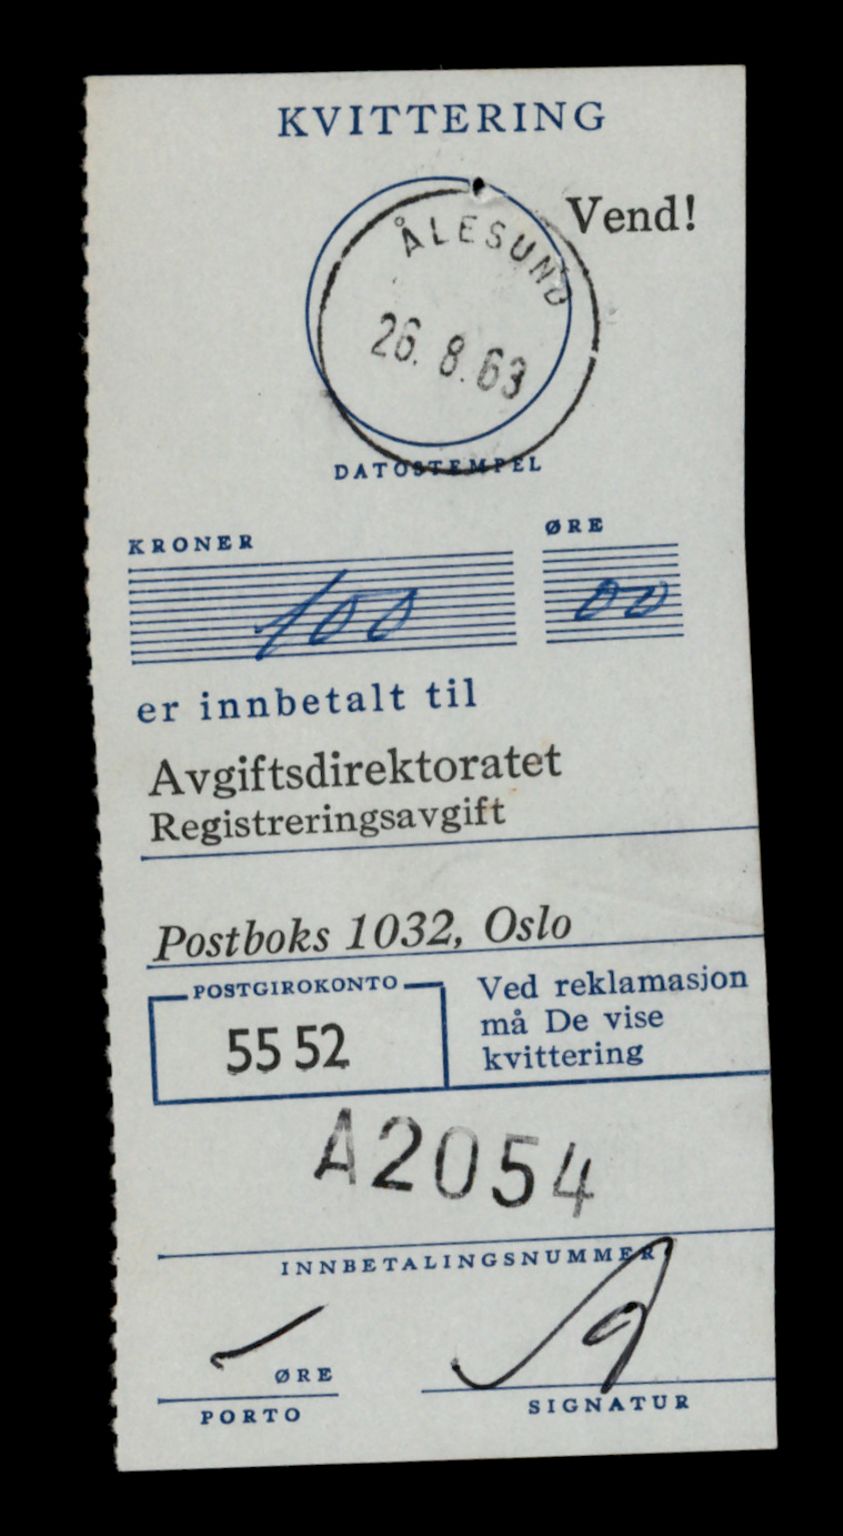 KVITTERING
Vend!
ÅLESUND
26. 8. 63
DATOSTEMPEL
KRONER ØRE
100 00
er innbetalt til
Avgiftsdirektoratet
Registreringsavgift
Postboks 1032, Oslo
POSTGIROKONTO
55 52
Ved reklamasjon
må De vise
kvittering
A2054
INNBETALINGSNUMMER
ØRE
PORTO
SIGNATUR